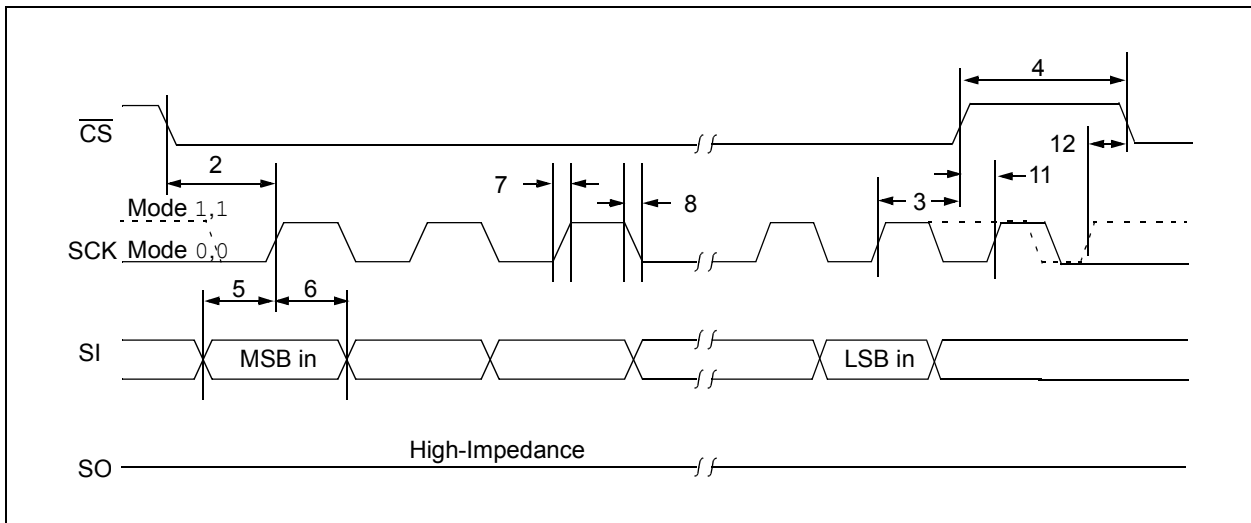 4
CS
12
2
7
8
3
11
Mode 1,1
SCK Mode 0,0
5
6
SI
MSB in
LSB in
High-Impedance
SO